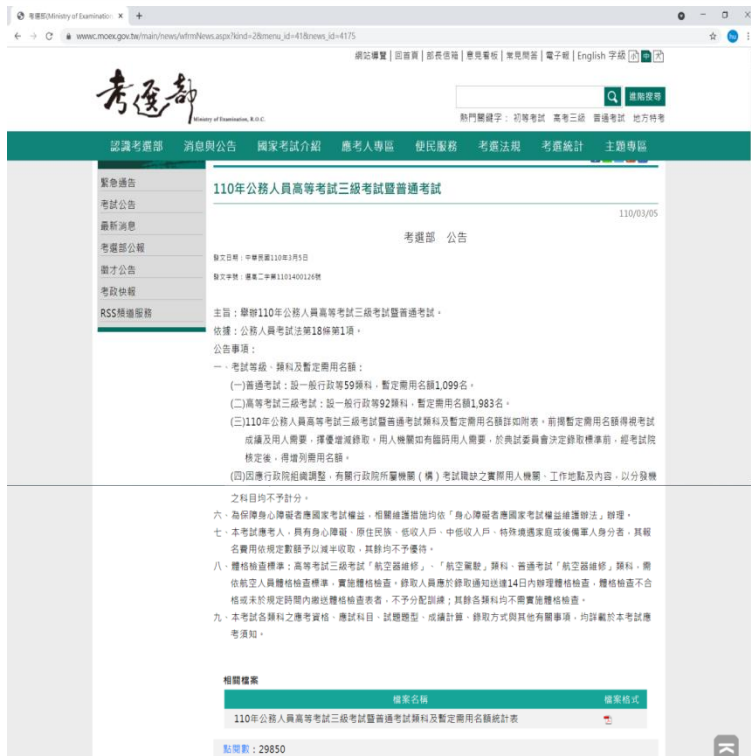 考選部(Ministry of Examination
wwwc.moex.gov.tw/main/news/wfrmNews.aspx?kind=2&menu_id=41&news_id=4175
網站導覽 | 回首頁 | 部長信箱 | 意見看板 | 常見問答 | 電子報 | English 字級 小 中 大
考選部
Ministry of Examination, R.O.C.
進階搜尋
熱門關鍵字： 初等考試 高考三級 普通考試 地方特考
認識考選部 消息與公告 國家考試介紹 應考人專區 便民服務 考選法規 考選統計 主題專區
緊急通告
考試公告
最新消息
考選部公報
徵才公告
考政快報
RSS頻道服務
110年公務人員高等考試三級考試暨普通考試
110/03/05
考選部 公告
發文日期：中華民國110年3月5日
發文字號：選高二字第1101400126號
主旨：舉辦110年公務人員高等考試三級考試暨普通考試。
依據：公務人員考試法第18條第1項。
公告事項：
一、考試等級、類科及暫定需用名額：
(一)普通考試：設一般行政等59類科，暫定需用名額1,099名。
(二)高等考試三級考試：設一般行政等92類科，暫定需用名額1,983名。
(三)110年公務人員高等考試三級考試暨普通考試類科及暫定需用名額詳如附表。前揭暫定需用名額得視考試
成績及用人需要，擇優增減錄取。用人機關如有臨時用人需要，於典試委員會決定錄取標準前，經考試院
核定後，得增列需用名額。
(四)因應行政院組織調整，有關行政院所屬機關（構）考試職缺之實際用人機關、工作地點及內容，以分發機
之科目均不予計分。
六、為保障身心障礙者應國家考試權益，相關維護措施均依「身心障礙者應國家考試權益維護辦法」辦理。
七、本考試應考人，具有身心障礙、原住民族、低收入戶、中低收入戶、特殊境遇家庭或後備軍人身分者，其報
名費用依規定數額予以減半收取，其餘均不予優待。
八、體格檢查標準：高等考試三級考試「航空器維修」、「航空駕駛」類科、普通考試「航空器維修」類科，需
依航空人員體格檢查標準，實施體格檢查。錄取人員應於錄取通知送達14日內辦理體格檢查，體格檢查不合
格或未於規定時間內繳送體格檢查表者，不予分配訓練；其餘各類科均不需實施體格檢查。
九、本考試各類科之應考資格、應試科目、試題題型、成績計算、錄取方式與其他有關事項，均詳載於本考試應
考須知。
相關檔案
檔案名稱 檔案格式
110年公務人員高等考試三級考試暨普通考試類科及暫定需用名額統計表
點閱數：29850